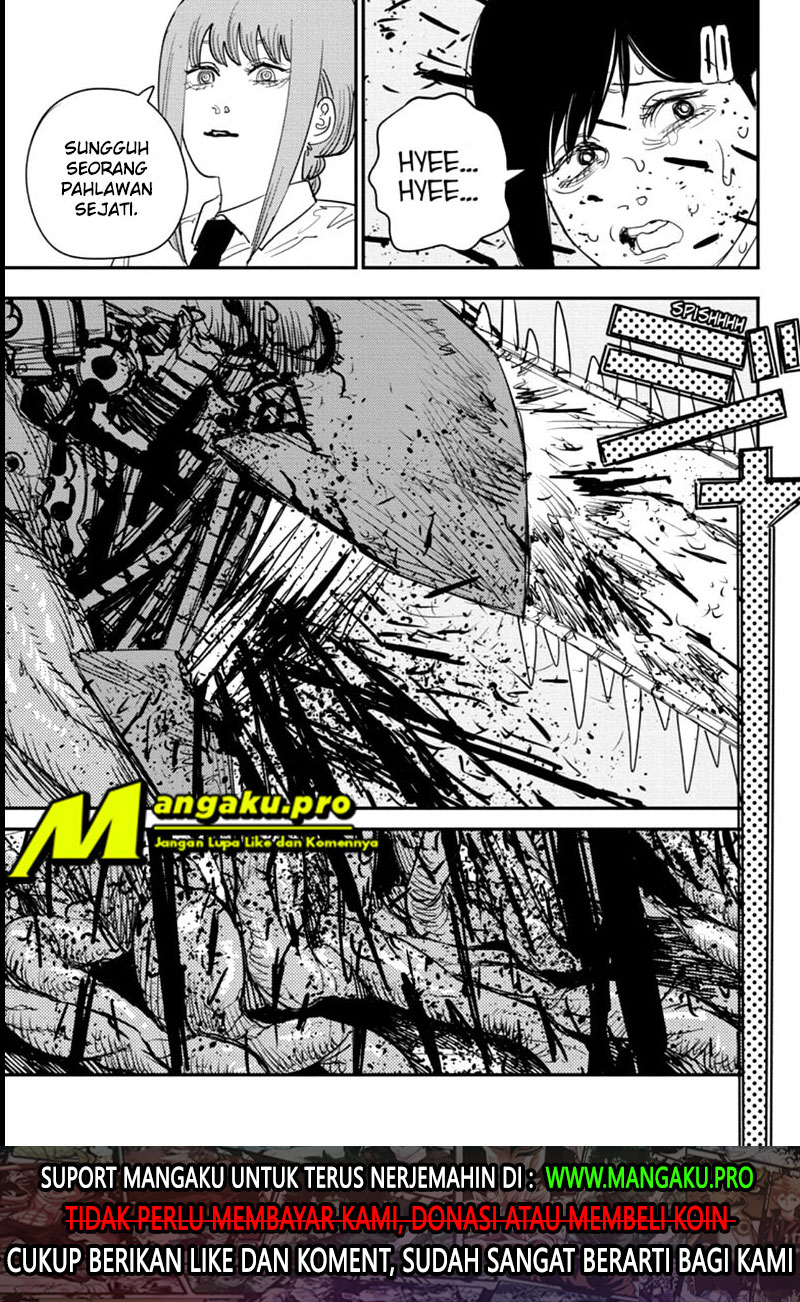 SUNGGUH
SEORANG
PAHLAWAN
SEJATI.
HYEE...
HYEE...
SPISHHHH
Mangaku.pro
Jangan Lupa Like dan Komennya
SUPORT MANGAKU UNTUK TERUS NERJEMAHIN DI : WWW.MANGAKU.PRO
TIDAK PERLU MEMBAYAR KAMI, DONASI ATAU MEMBELI KOIN
CUKUP BERIKAN LIKE DAN KOMENT, SUDAH SANGAT BERARTI BAGI KAMI